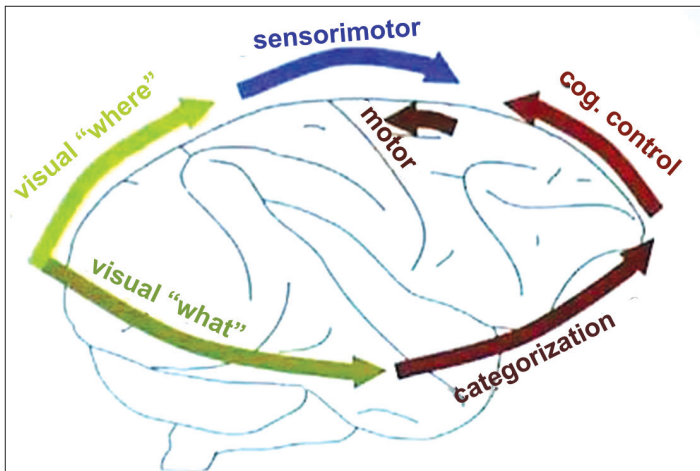 sensorimotor
visual “where”
cog. control
motor
visual “what”
categorization